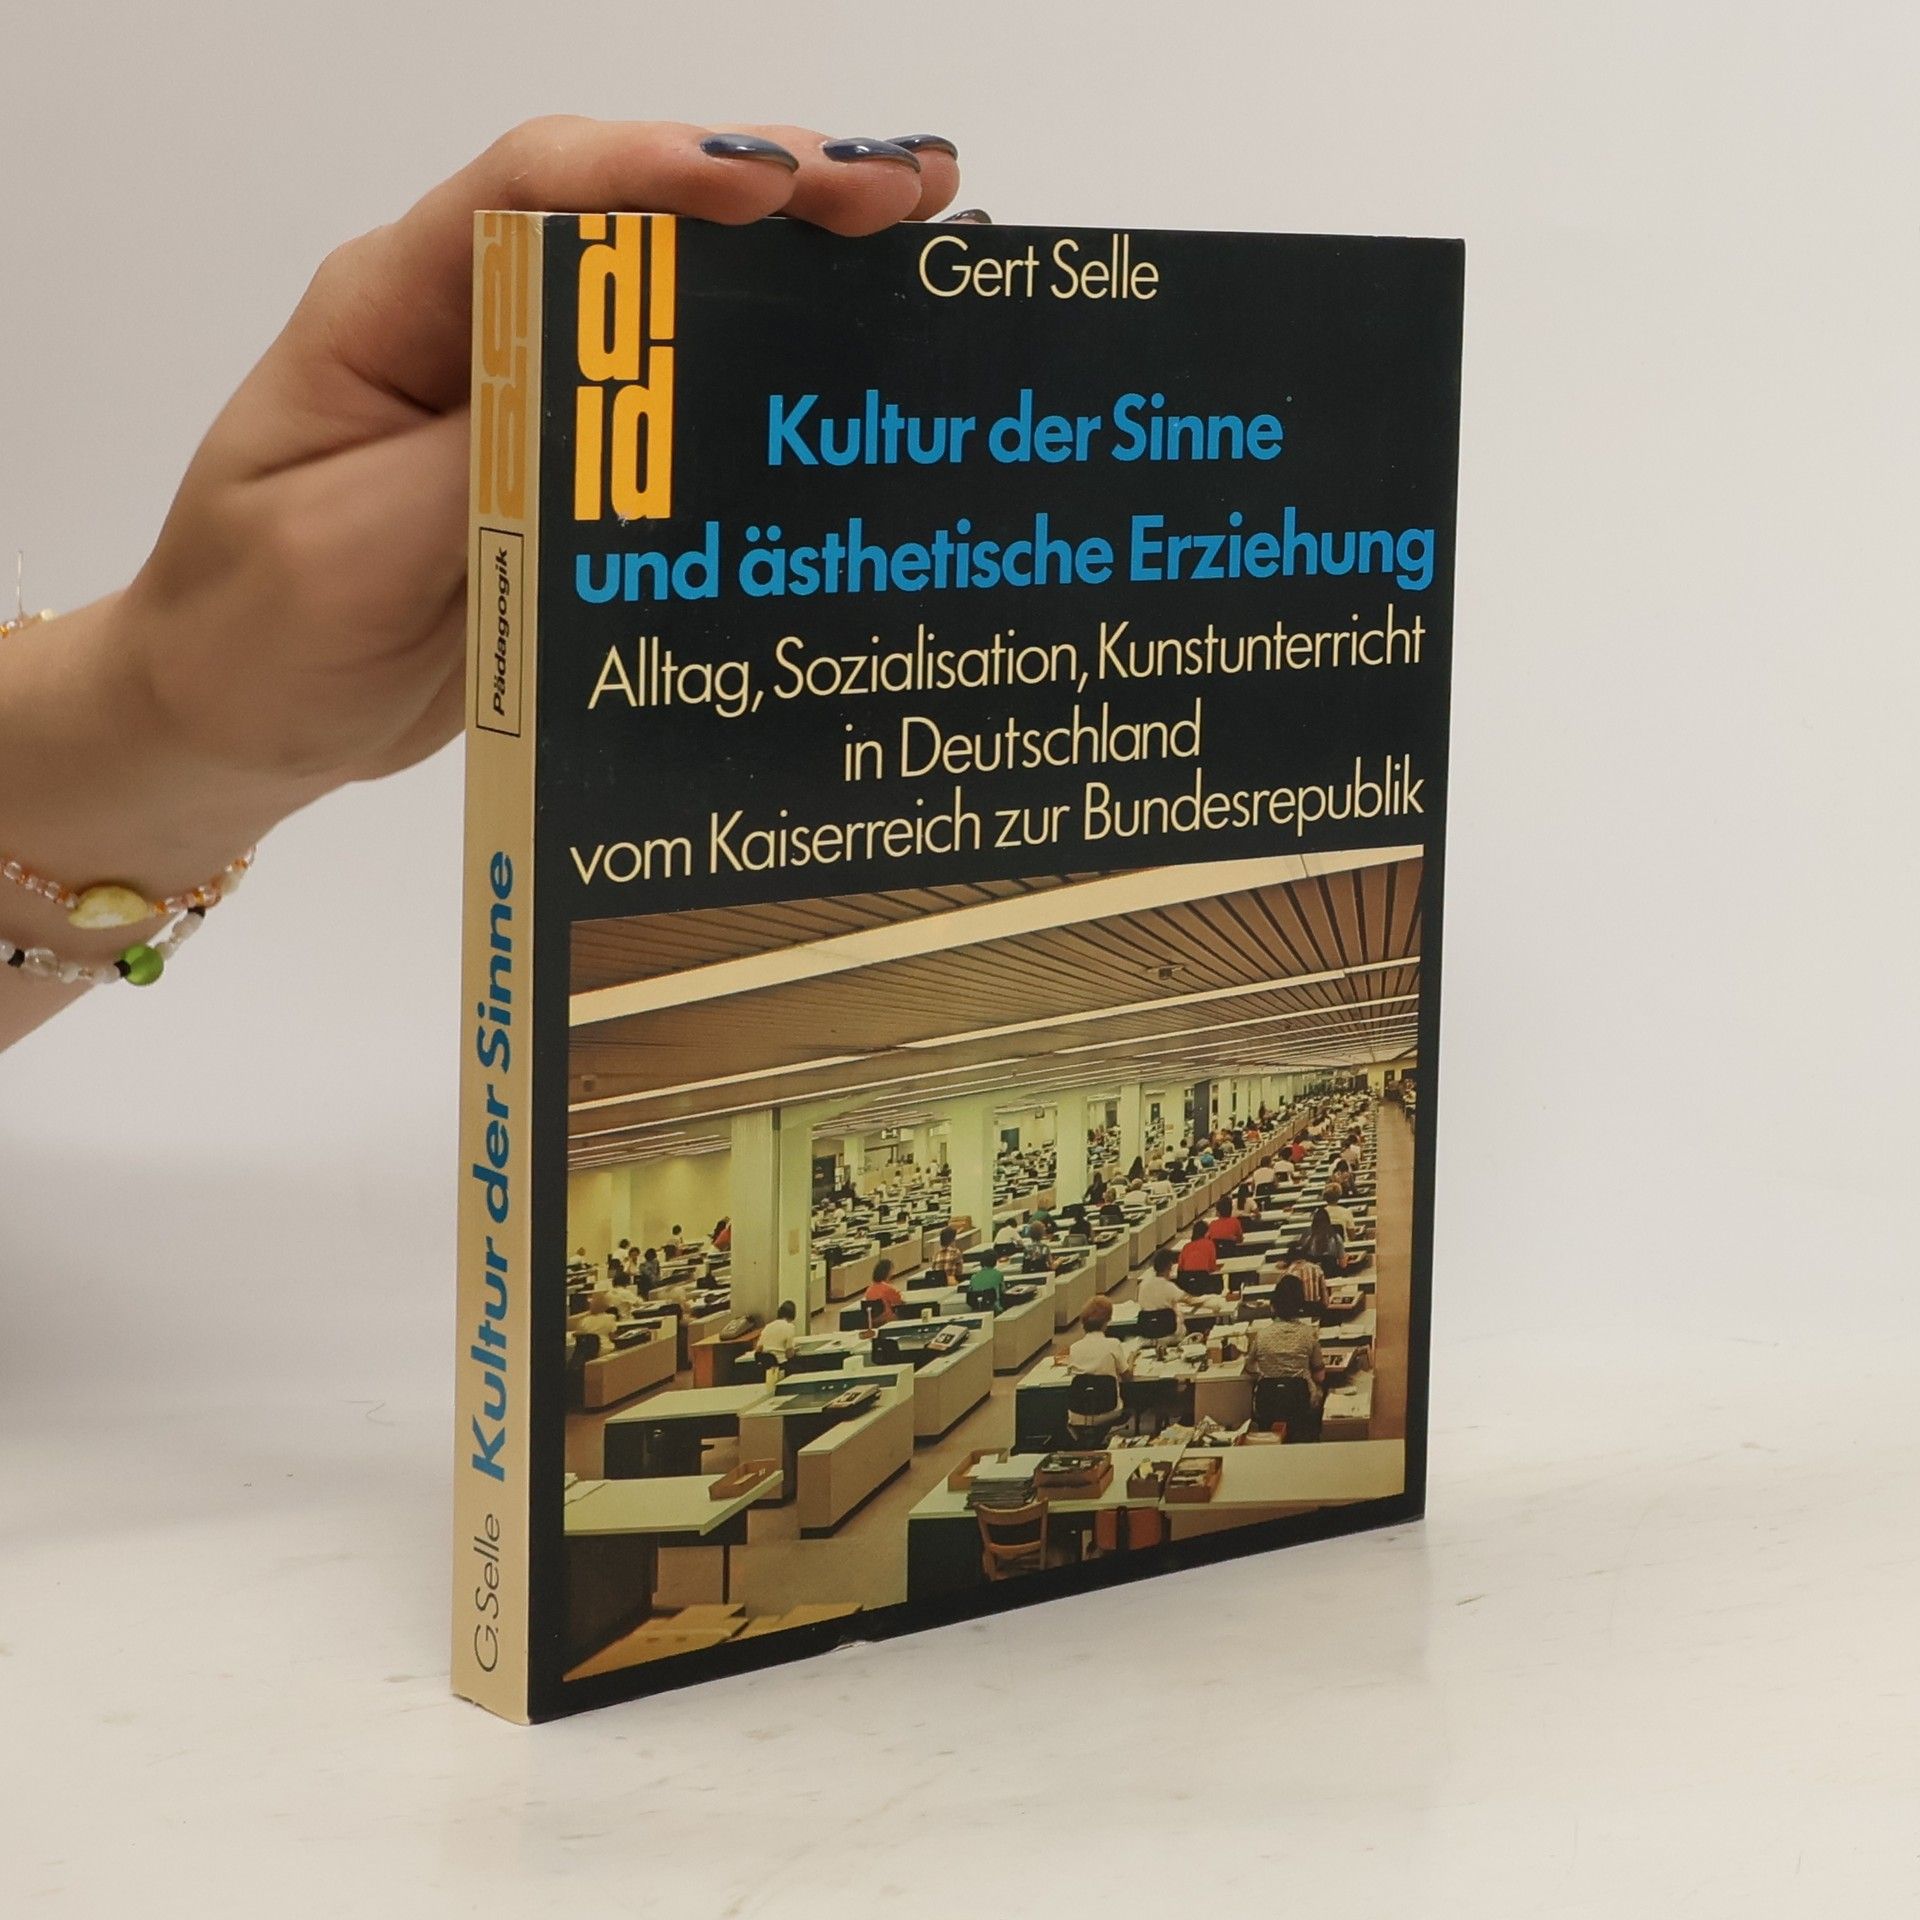 Gert Selle
Kultur der Sinne
und ästhetische Erziehung
Alltag, Sozialisation, Kunstunterricht
in Deutschland
vom Kaiserreich zur Bundesrepublik
Pädagogik
G. Selle Kultur der Sinne